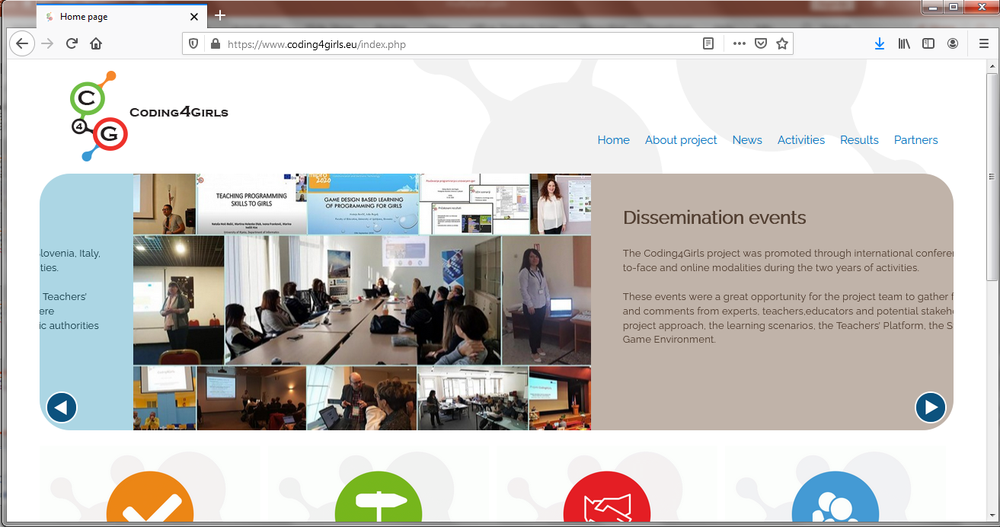 Home page
https://www.coding4girls.eu/index.php
C
4
G
Coding4Girls
Home
About project
News
Activities
Results
Partners
lovenia, Italy,
ties.
Teachers’
ere
ic authorities
TEACHING PROGRAMMING
SKILLS TO GIRLS
mipro
2020
GAME DESIGN BASED LEARNING
OF PROGRAMMING FOR GIRLS
Dissemination events
The Coding4Girls project was promoted through international conferen
to-face and online modalities during the two years of activities.
These events were a great opportunity for the project team to gather f
and comments from experts, teachers,educators and potential stakeh
project approach, the learning scenarios, the Teachers’ Platform, the S
Game Environment.